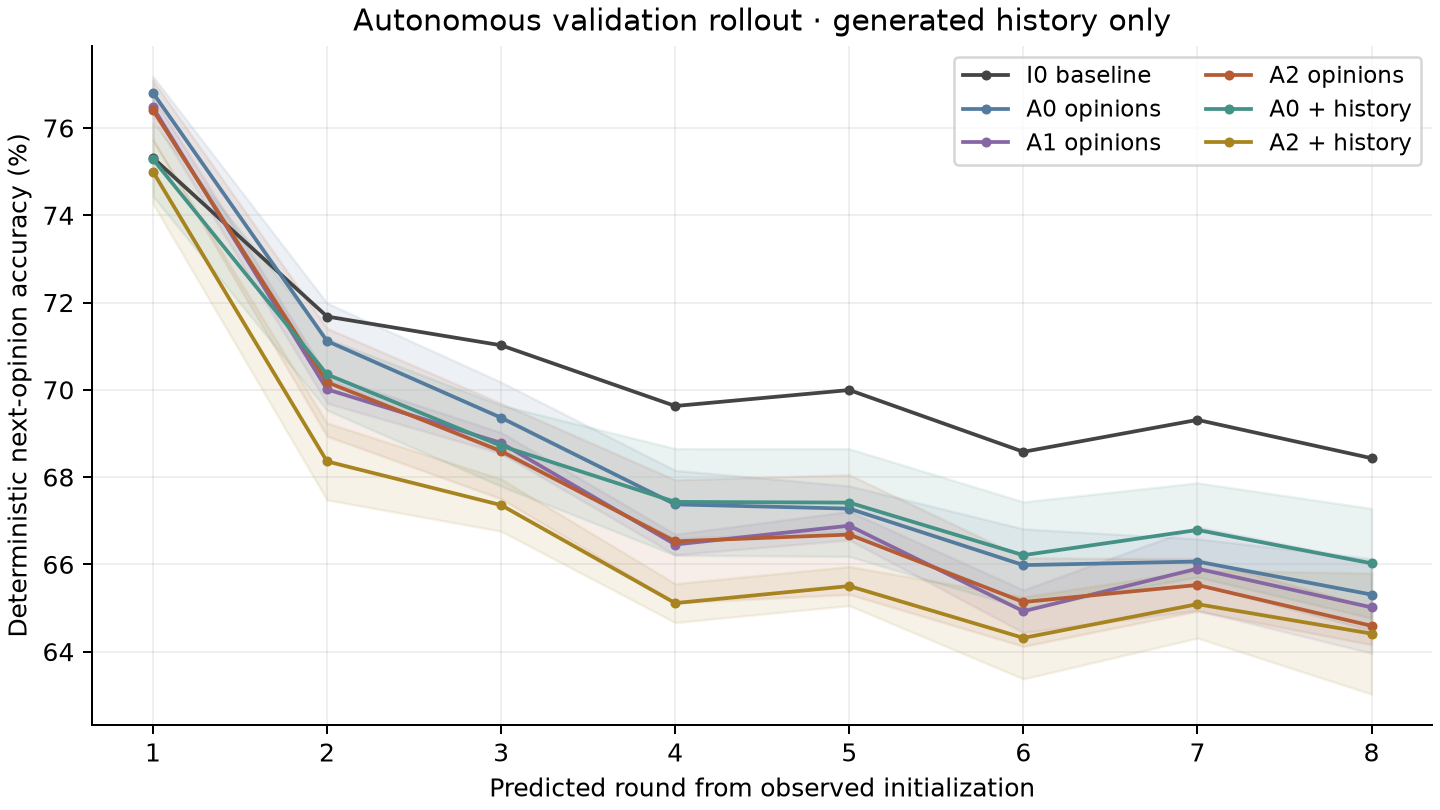 Autonomous validation rollout · generated history only
I0 baseline
A0 opinions
A1 opinions
A2 opinions
A0 + history
A2 + history
Deterministic next-opinion accuracy (%)
76
74
72
70
68
66
64
1 2 3 4 5 6 7 8
Predicted round from observed initialization